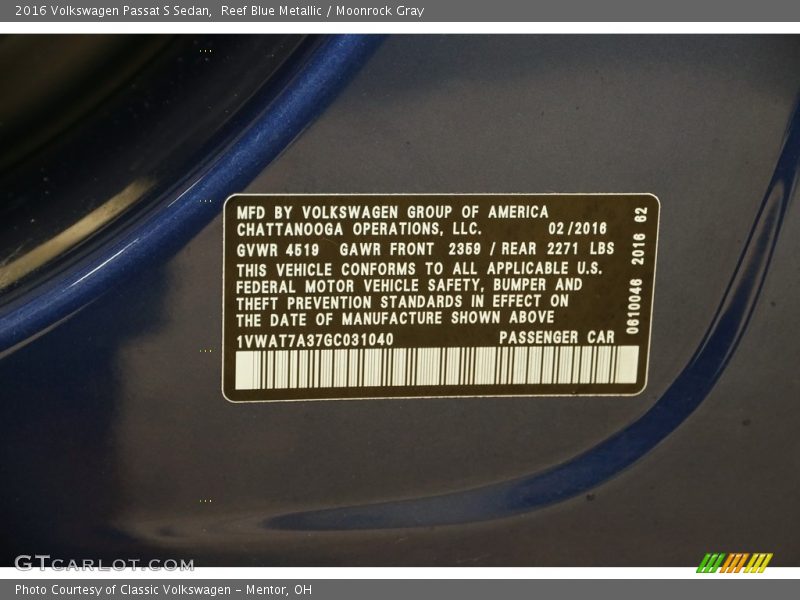 2016 Volkswagen Passat S Sedan,  Reef Blue Metallic / Moonrock Gray
MFD BY VOLKSWAGEN GROUP OF AMERICA
CHATTANOOGA OPERATIONS, LLC. 02/2016
GVWR 4519 GAWR FRONT 2359 / REAR 2271 LBS
THIS VEHICLE CONFORMS TO ALL APPLICABLE U.S.
FEDERAL MOTOR VEHICLE SAFETY, BUMPER AND
THEFT PREVENTION STANDARDS IN EFFECT ON
THE DATE OF MANUFACTURE SHOWN ABOVE
1VWAT7A37GC031040 PASSENGER CAR
0610046 2016 62
GTCARLOT.COM
Photo Courtesy of Classic Volkswagen - Mentor, OH